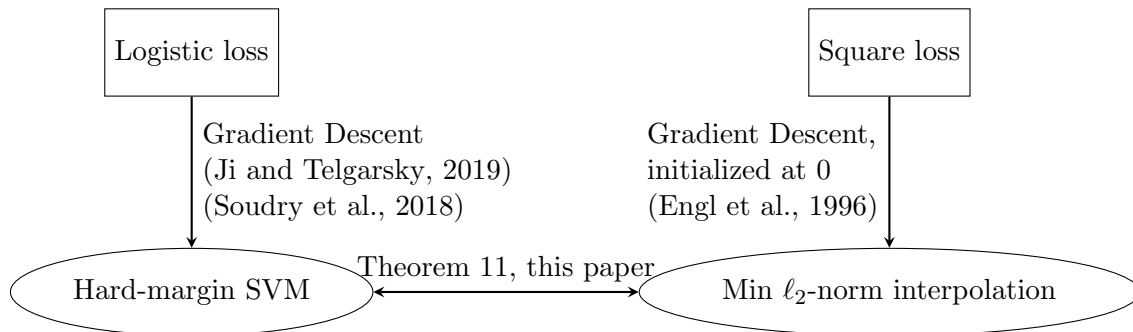 Logistic loss
Square loss
Gradient Descent
(Ji and Telgarsky, 2019)
(Soudry et al., 2018)
Gradient Descent,
initialized at 0
(Engl et al., 1996)
Theorem 11, this paper
Hard-margin SVM
Min ℓ₂-norm interpolation